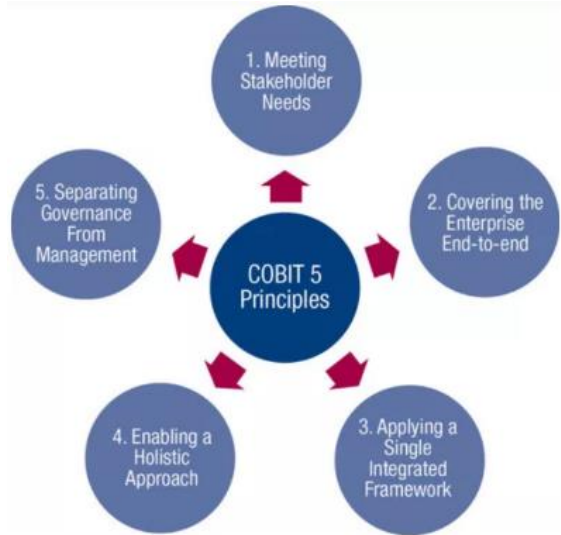 1. Meeting
Stakeholder
Needs
2. Covering the
Enterprise
End-to-end
3. Applying a
Single
Integrated
Framework
4. Enabling a
Holistic
Approach
5. Separating
Governance
From
Management
COBIT 5
Principles